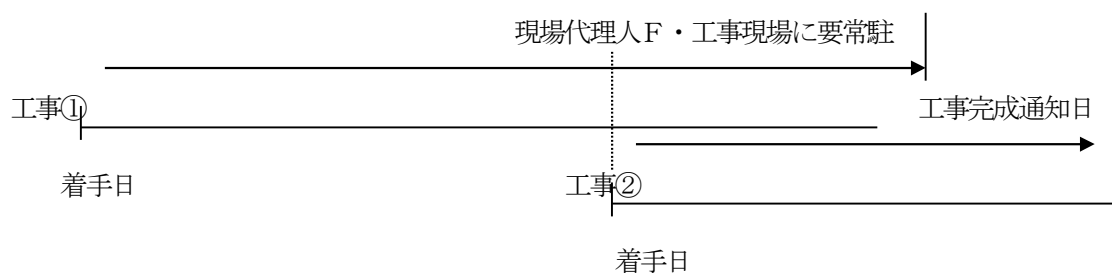 現場代理人F・工事現場に要常駐
工事①
工事完成通知日
着手日
工事②
着手日